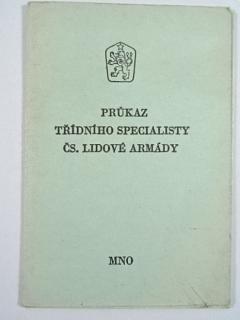 PRŮKAZ
TŘÍDNÍHO SPECIALISTY
ČS. LIDOVÉ ARMÁDY
MNO